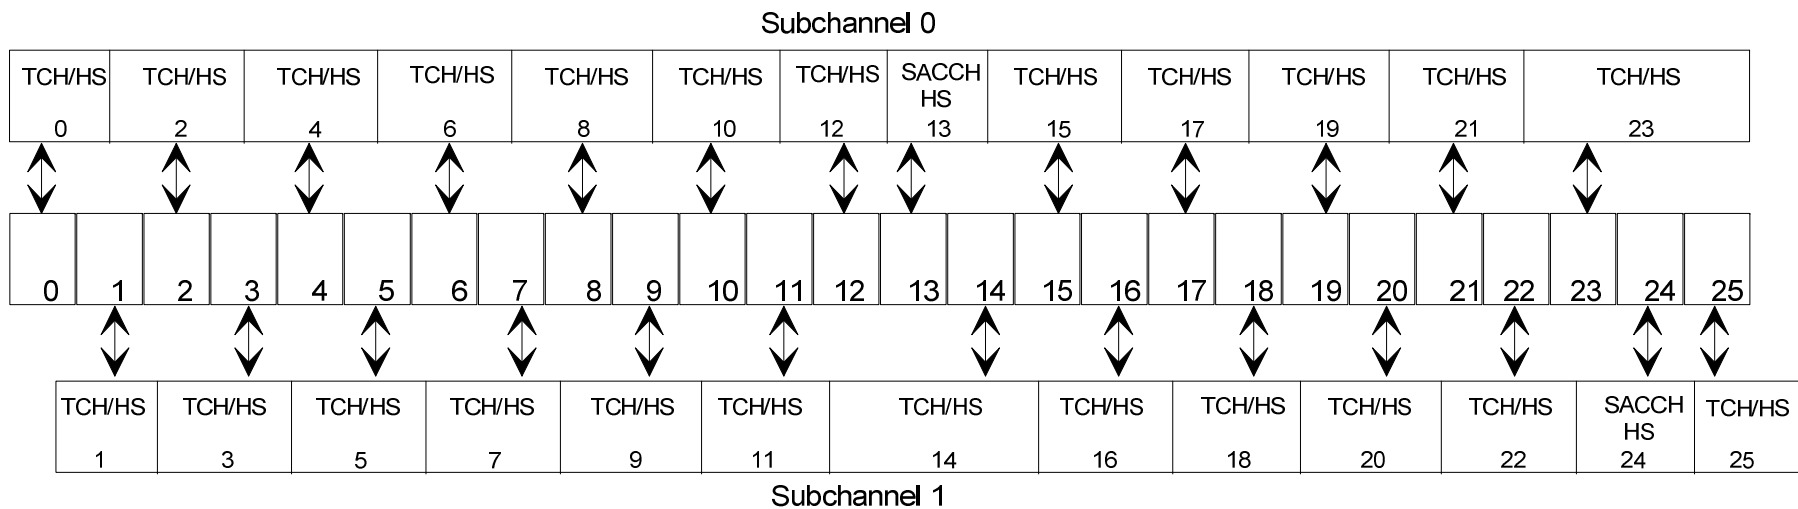 Subchannel 0
TCH/HS TCH/HS TCH/HS TCH/HS TCH/HS TCH/HS TCH/HS SACCH TCH/HS TCH/HS TCH/HS TCH/HS TCH/HS
HS
0 2 4 6 8 10 12 13 15 17 19 21 23
0 1 2 3 4 5 6 7 8 9 10 11 12 13 14 15 16 17 18 19 20 21 22 23 24 25
TCH/HS TCH/HS TCH/HS TCH/HS TCH/HS TCH/HS TCH/HS TCH/HS TCH/HS TCH/HS TCH/HS SACCH TCH/HS
HS
1 3 5 7 9 11 14 16 18 20 22 24 25
Subchannel 1